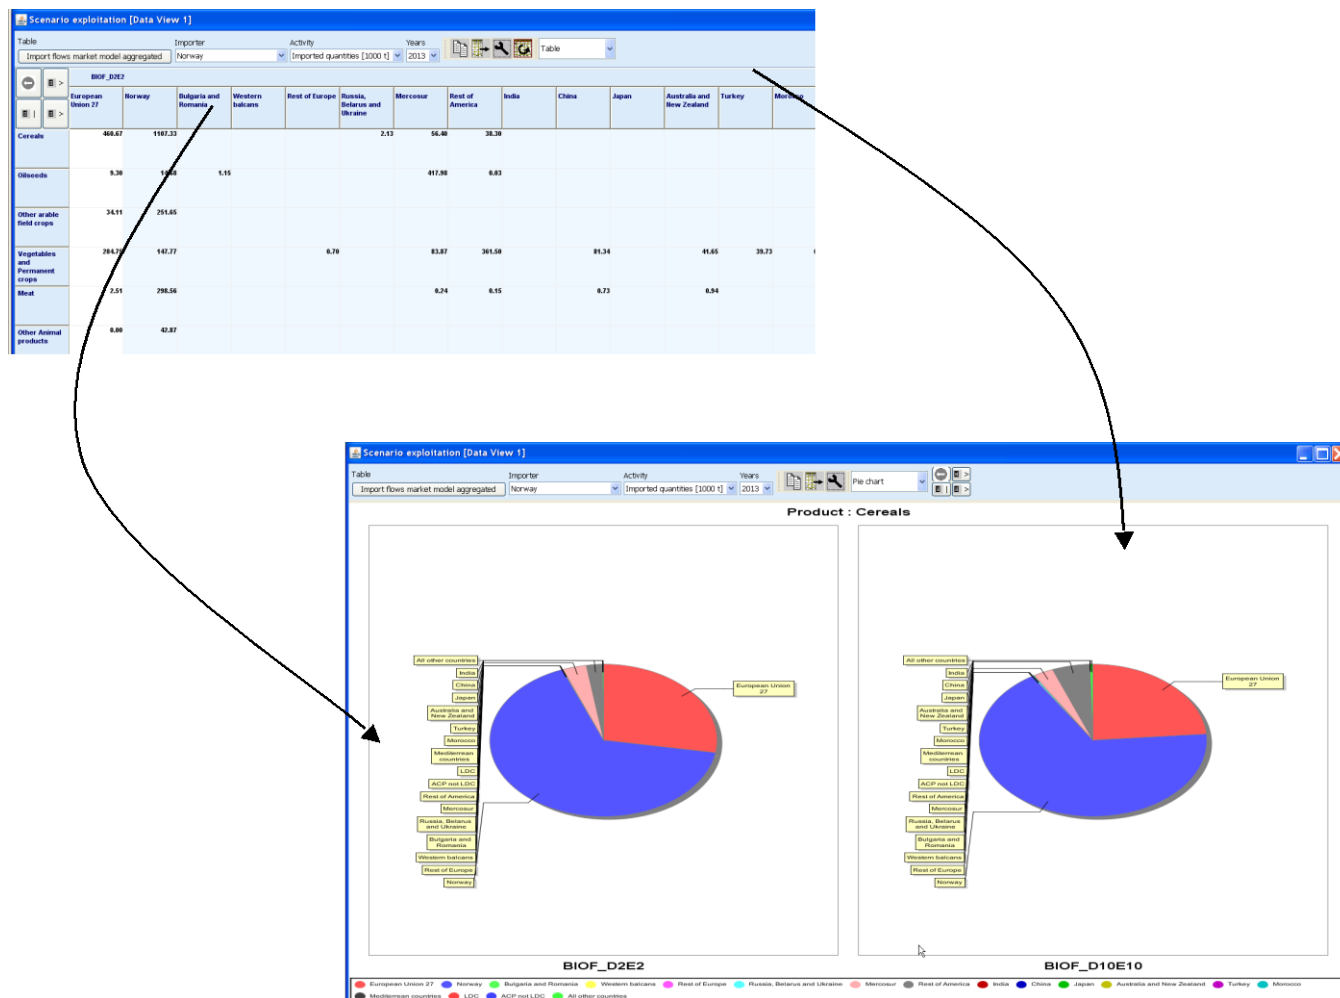 Scenario exploitation [Data View 1]
Table Importer Activity Years
Import flows market model aggregated Norway Imported quantities [1000 t] 2013 Table
BIOF_D2E2
European Union 27 Norway Bulgaria and Romania Western balcans Rest of Europe Russia, Belarus and Ukraine Mercosur Rest of America India China Japan Australia and New Zealand Turkey
Cereals 460.67 1107.33 2.13 56.40 38.30
Oilseeds 9.30 1.15 417.98 0.03
Other arable field crops 34.11 251.65
Vegetables and Permanent crops 147.77 0.70 83.87 361.50 81.34 41.65 39.73
Meat 2.51 298.56 0.24 0.15 0.73 0.94
Other Animal products 0.00 42.87
Scenario exploitation [Data View 1]
Table Importer Activity Years
Import flows market model aggregated Norway Imported quantities [1000 t] 2013 Pie chart
Product : Cereals
All other countries
India
China
Japan
Australia and
New Zealand
Turkey
Morocco
Mediterrean
countries
LDC
ACP not LDC
Rest of America
Mercosur
Russia, Belarus
and Ukraine
Bulgaria and
Romania
Western balcans
Rest of Europe
Norway
European Union
27
BIOF_D2E2
All other countries
India
China
Japan
Australia and
New Zealand
Turkey
Morocco
Mediterrean
countries
LDC
ACP not LDC
Rest of America
Mercosur
Russia, Belarus
and Ukraine
Bulgaria and
Romania
Western balcans
Rest of Europe
Norway
European Union
27
BIOF_D10E10
European Union 27 Norway Bulgaria and Romania Western balcans Rest of Europe Russia, Belarus and Ukraine Mercosur Rest of America India China Japan Australia and New Zealand Turkey Morocco
Mediterrean countries LDC ACP not LDC All other countries